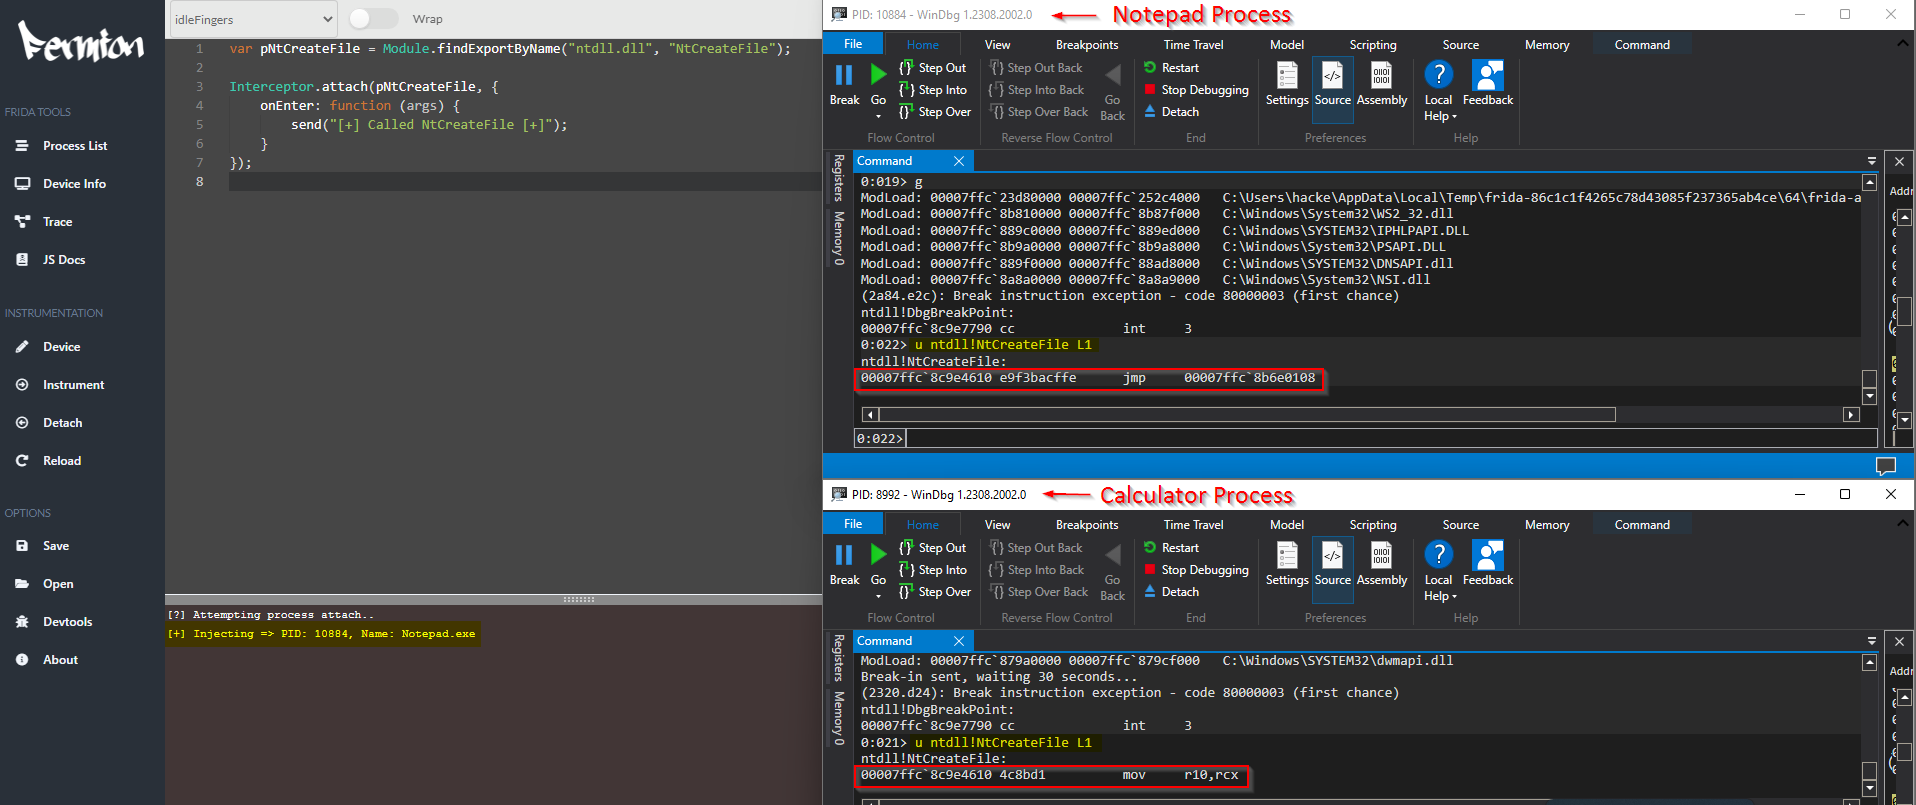 Fermion
FRIDA TOOLS
Process List
Device Info
Trace
JS Docs
INSTRUMENTATION
Device
Instrument
Detach
Reload
OPTIONS
Save
Open
Devtools
About
idleFingers
Wrap
1 var pNtCreateFile = Module.findExportByName("ntdll.dll", "NtCreateFile");
2
3 Interceptor.attach(pNtCreateFile, {
4 onEnter: function (args) {
5 send("[+] Called NtCreateFile [+]");
6 }
7 });
8
[?] Attempting process attach..
[+] Injecting => PID: 10884, Name: Notepad.exe
PID: 10884 - WinDbg 1.2308.2002.0
Notepad Process
File Home View Breakpoints Time Travel Model Scripting Source Memory Command
Break
Go
Step Out
Step Into
Step Over
Flow Control
Step Out Back
Step Into Back
Step Over Back
Go
Back
Reverse Flow Control
Restart
Stop Debugging
Detach
End
Settings Source Assembly
Preferences
Local
Help
Feedback
Help
Registers
Memory 0
Command
Addr
0:019> g
ModLoad: 00007ffc`23d80000 00007ffc`252c4000 C:\Users\hacke\AppData\Local\Temp\frida-86c1c1f4265c78d43085f237365ab4ce\64\frida-a
ModLoad: 00007ffc`8b810000 00007ffc`8b87f000 C:\Windows\System32\WS2_32.dll
ModLoad: 00007ffc`889c0000 00007ffc`889ed000 C:\Windows\SYSTEM32\IPHLPAPI.DLL
ModLoad: 00007ffc`8b9a0000 00007ffc`8b9a8000 C:\Windows\System32\PSAPI.DLL
ModLoad: 00007ffc`889f0000 00007ffc`88ad8000 C:\Windows\SYSTEM32\DNSAPI.dll
ModLoad: 00007ffc`8a8a0000 00007ffc`8a8a9000 C:\Windows\System32\NSI.dll
(2a84.e2c): Break instruction exception - code 80000003 (first chance)
ntdll!DbgBreakPoint:
00007ffc`8c9e7790 cc int 3
0:022> u ntdll!NtCreateFile L1
ntdll!NtCreateFile:
00007ffc`8c9e4610 e9f3bacffe jmp 00007ffc`8b6e0108
0:022>
PID: 8992 - WinDbg 1.2308.2002.0
Calculator Process
File Home View Breakpoints Time Travel Model Scripting Source Memory Command
Break
Go
Step Out
Step Into
Step Over
Flow Control
Step Out Back
Step Into Back
Step Over Back
Go
Back
Reverse Flow Control
Restart
Stop Debugging
Detach
End
Settings Source Assembly
Preferences
Local
Help
Feedback
Help
Registers
Memory 0
Command
Addr
ModLoad: 00007ffc`879a0000 00007ffc`879cf000 C:\Windows\SYSTEM32\dwmapi.dll
Break-in sent, waiting 30 seconds...
(2320.d24): Break instruction exception - code 80000003 (first chance)
ntdll!DbgBreakPoint:
00007ffc`8c9e7790 cc int 3
0:021> u ntdll!NtCreateFile L1
ntdll!NtCreateFile:
00007ffc`8c9e4610 4c8bd1 mov r10,rcx